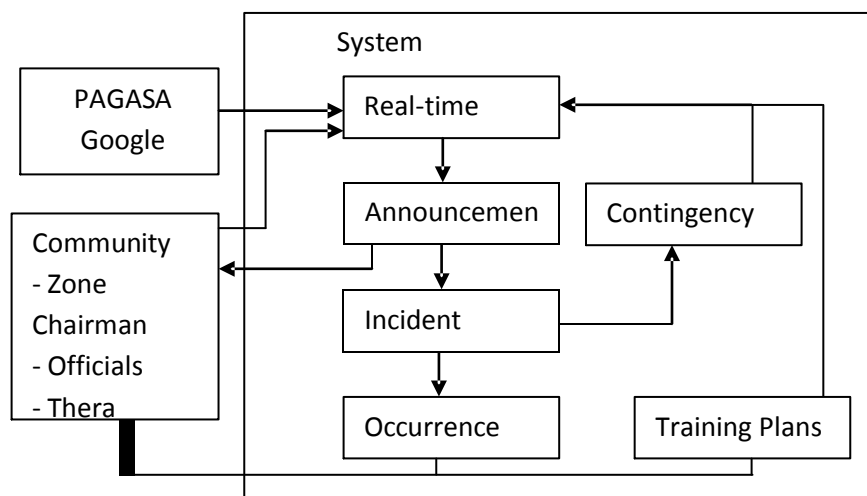 System
PAGASA
Google
Real-time
Announcemen
Contingency
Community
- Zone
Chairman
- Officials
- Thera
Incident
Occurrence
Training Plans